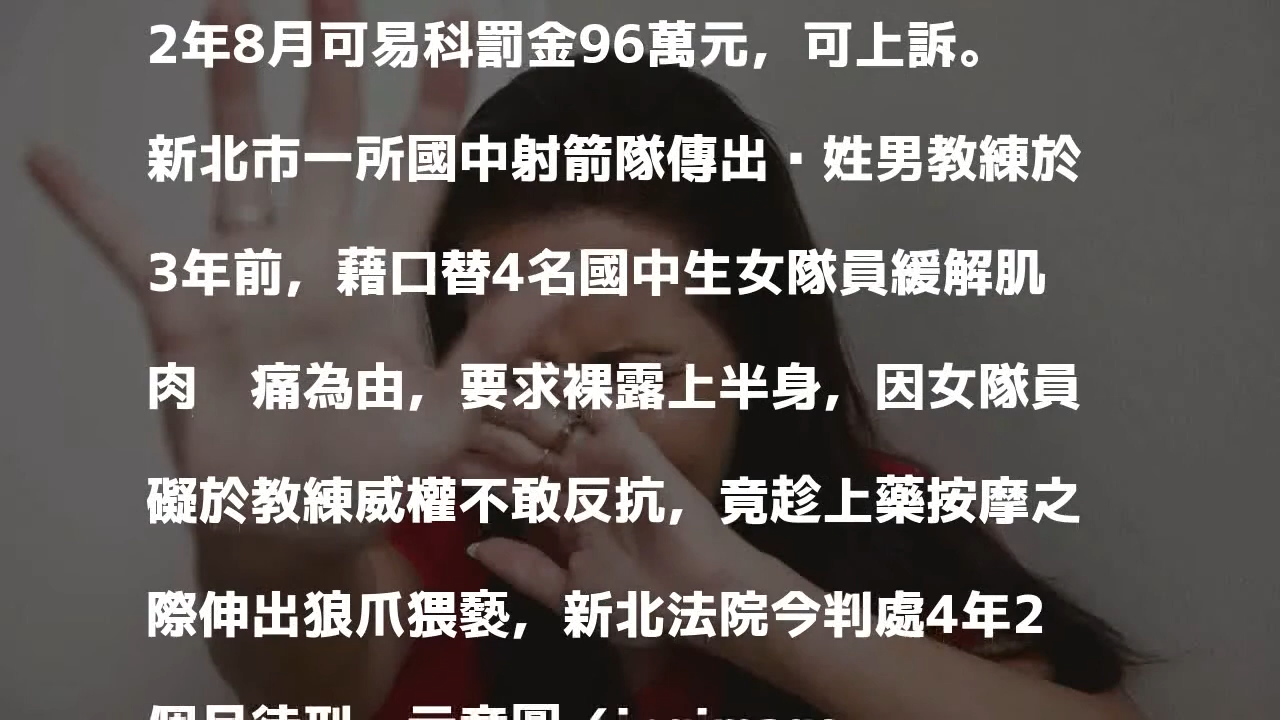 2年8月可易科罰金96萬元，可上訴。
新北市一所國中射箭隊傳出▪姓男教練於
3年前，藉口替4名國中生女隊員緩解肌
肉　痛為由，要求裸露上半身，因女隊員
礙於教練威權不敢反抗，竟趁上藥按摩之
際伸出狼爪猥褻，新北法院今判處4年2